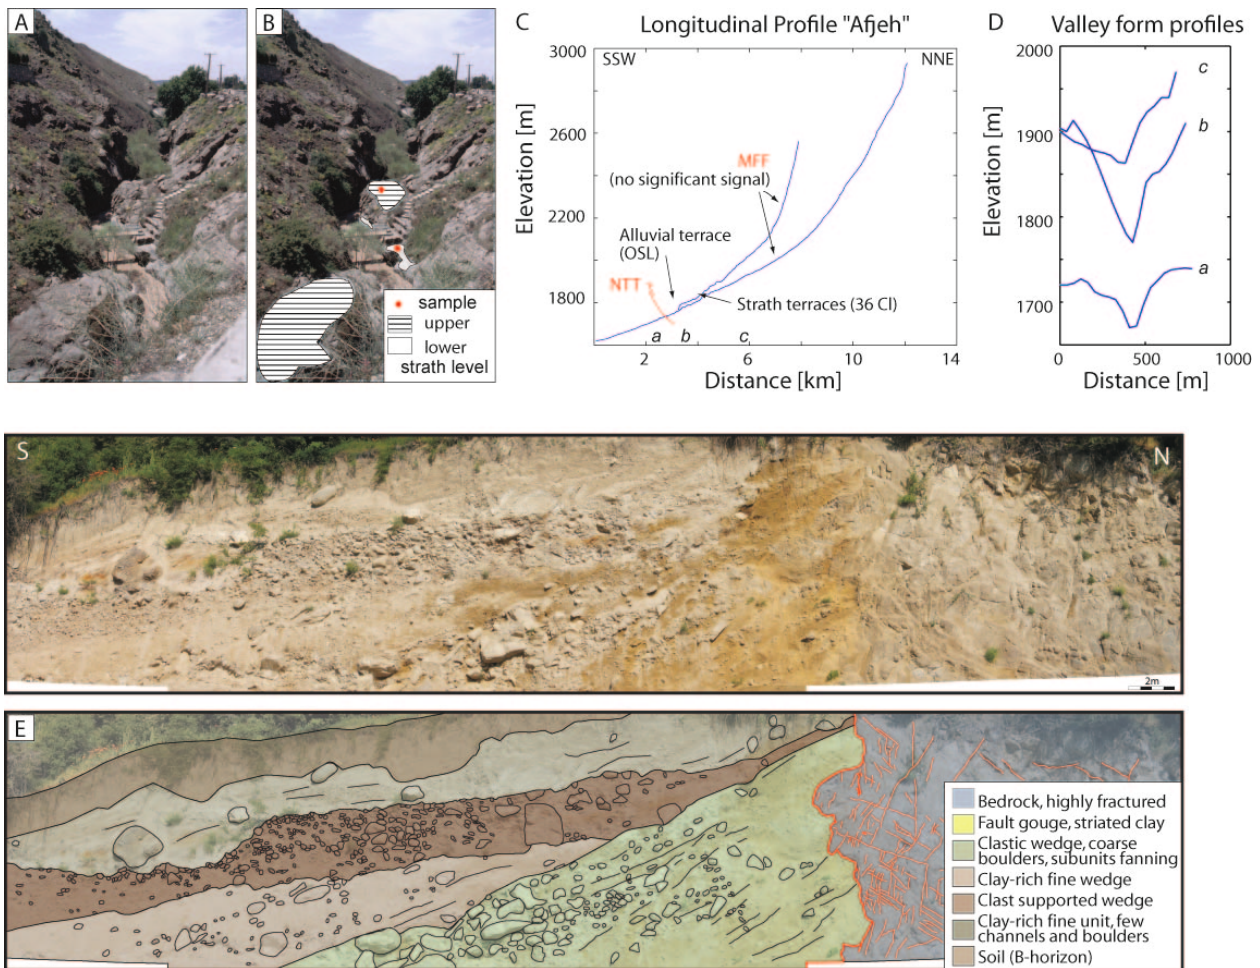 A
B
sample
upper
lower
strath level
C
Longitudinal Profile "Afjeh"
SSW
NNE
3000
2600
2200
1800
Elevation [m]
MFF
(no significant signal)
Alluvial terrace
(OSL)
NTT
Strath terraces (36 Cl)
a
b
c
2
4
6
8
10
12
14
Distance [km]
D
Valley form profiles
2000
1900
1800
1700
Elevation [m]
c
b
a
0
500
1000
Distance [m]
S
N
2m
E
Bedrock, highly fractured
Fault gouge, striated clay
Clastic wedge, coarse
boulders, subunits fanning
Clay-rich fine wedge
Clast supported wedge
Clay-rich fine unit, few
channels and boulders
Soil (B-horizon)